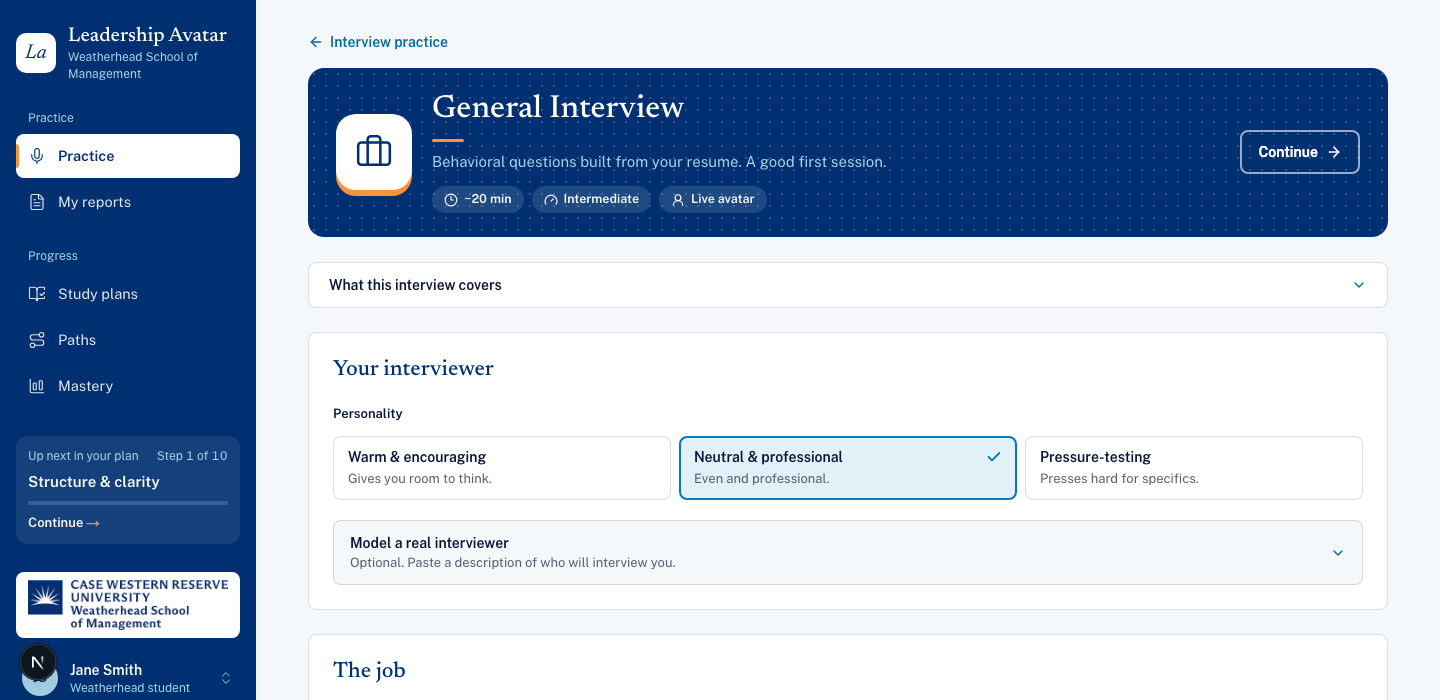 La
Leadership Avatar
Weatherhead School of
Management
Practice
Practice
My reports
Progress
Study plans
Paths
Mastery
Up next in your plan Step 1 of 10
Structure & clarity
Continue →
CASE WESTERN RESERVE
UNIVERSITY
Weatherhead School
of Management
N
Jane Smith
Weatherhead student
← Interview practice
General Interview
Behavioral questions built from your resume. A good first session.
~20 min Intermediate Live avatar
Continue →
What this interview covers
Your interviewer
Personality
Warm & encouraging
Gives you room to think.
Neutral & professional
Even and professional.
Pressure-testing
Presses hard for specifics.
Model a real interviewer
Optional. Paste a description of who will interview you.
The job